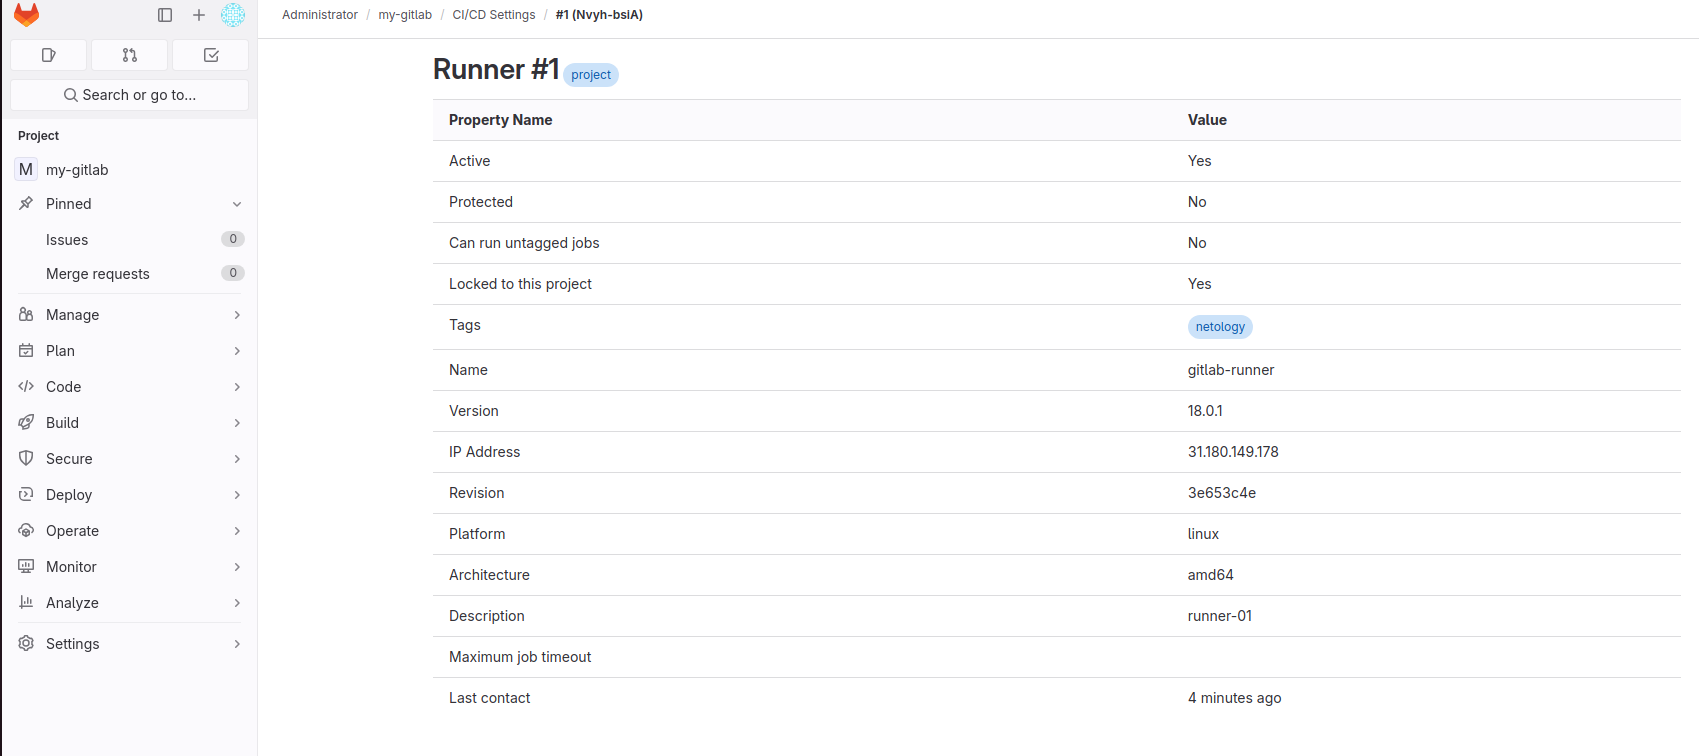 Administrator / my-gitlab / CI/CD Settings / #1 (Nvyh-bsiA)
Search or go to...
Project
M my-gitlab
Pinned
Issues 0
Merge requests 0
Manage
Plan
Code
Build
Secure
Deploy
Operate
Monitor
Analyze
Settings
Runner #1 project
Property Name Value
Active Yes
Protected No
Can run untagged jobs No
Locked to this project Yes
Tags netology
Name gitlab-runner
Version 18.0.1
IP Address 31.180.149.178
Revision 3e653c4e
Platform linux
Architecture amd64
Description runner-01
Maximum job timeout
Last contact 4 minutes ago